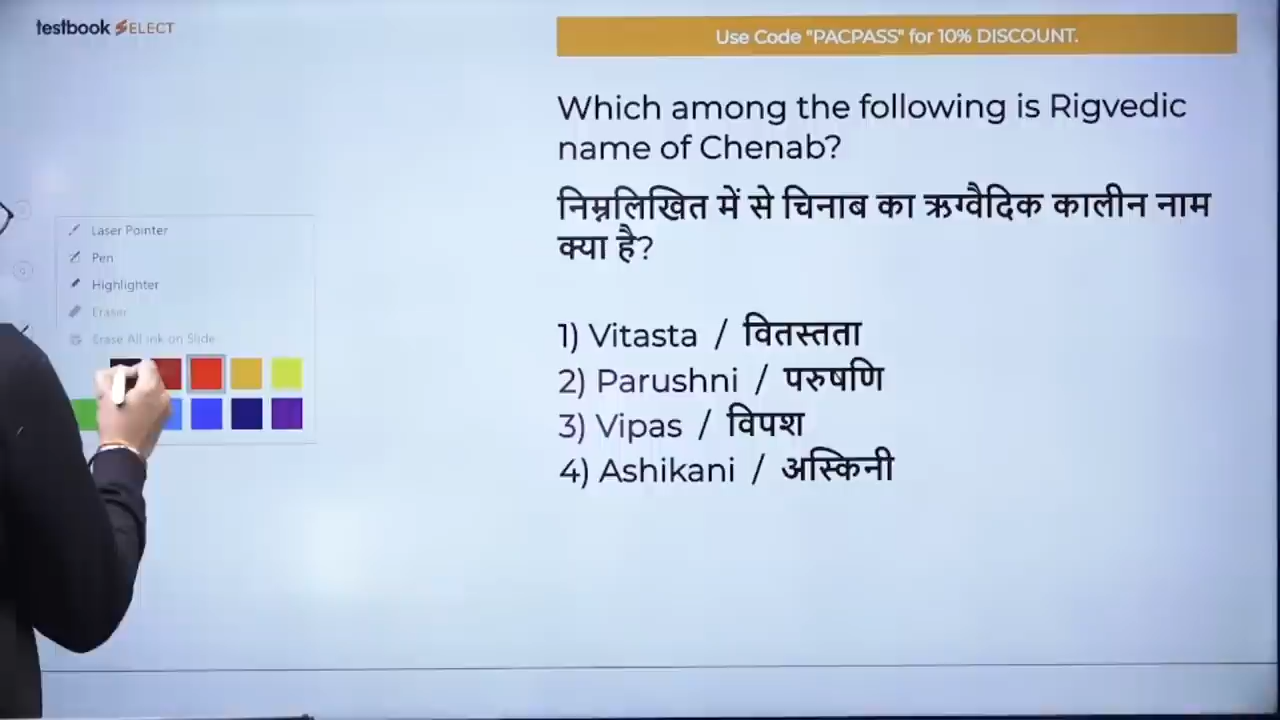 testbook SELECT
Use Code "PACPASS" for 10% DISCOUNT.
Which among the following is Rigvedic
name of Chenab?
निम्नलिखित में से चिनाब का ऋग्वैदिक कालीन नाम
क्या है?
Laser Pointer
Pen
Highlighter
Eraser
Erase All Ink on Slide
1) Vitasta / वितस्तता
2) Parushni / परुषणि
3) Vipas / विपश
4) Ashikani / अस्किनी